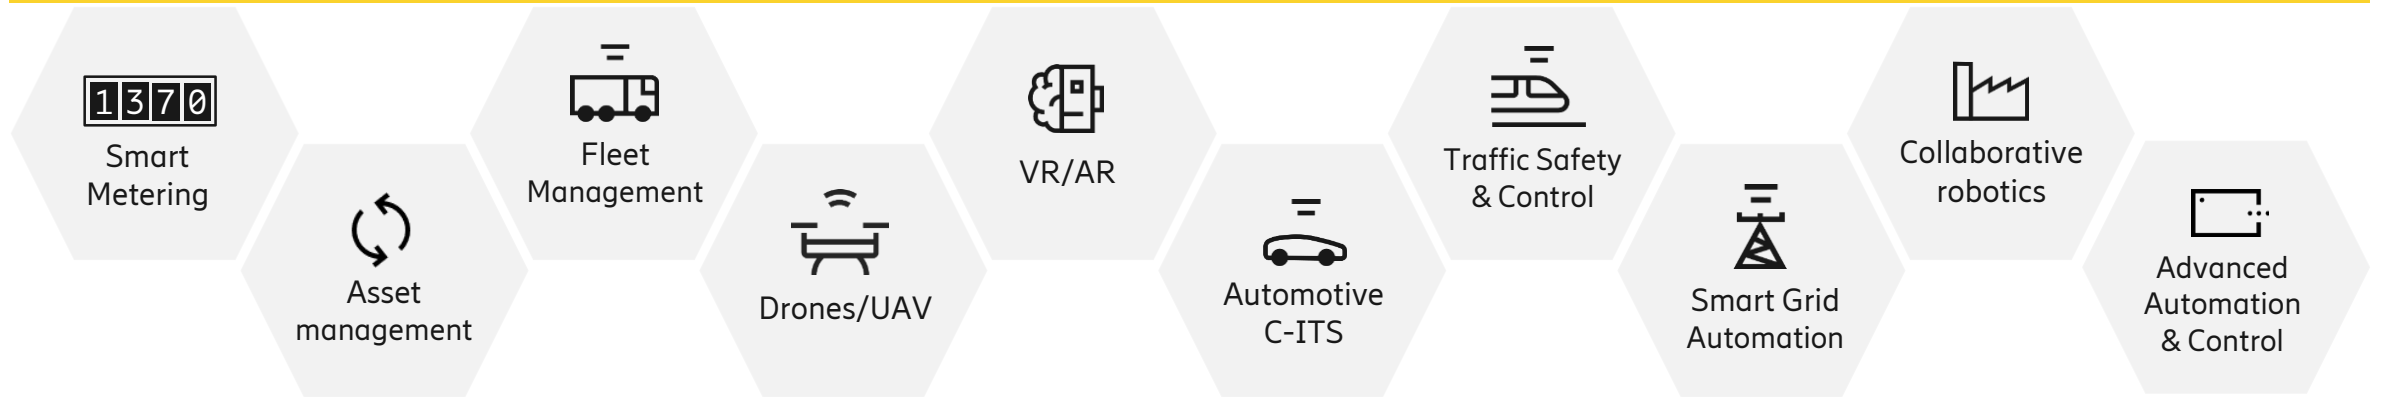 1370
Smart
Metering
Asset
management
Fleet
Management
Drones/UAV
VR/AR
Automotive
C-ITS
Traffic Safety
& Control
Smart Grid
Automation
Collaborative
robotics
Advanced
Automation
& Control